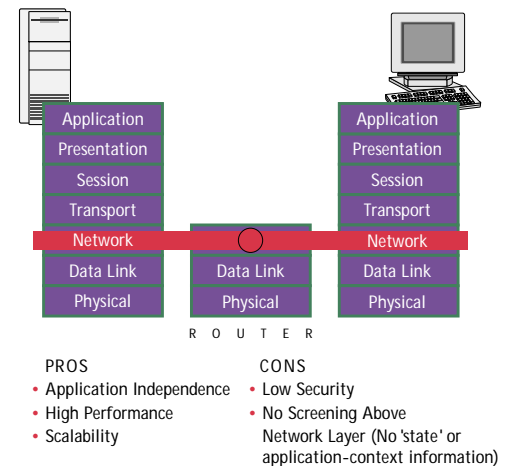 Application
Presentation
Session
Transport
Network
Data Link
Physical
Data Link
Physical
Application
Presentation
Session
Transport
Network
Data Link
Physical
ROUTER
PROS
• Application Independence
• High Performance
• Scalability
CONS
• Low Security
• No Screening Above
Network Layer (No 'state' or
application-context information)